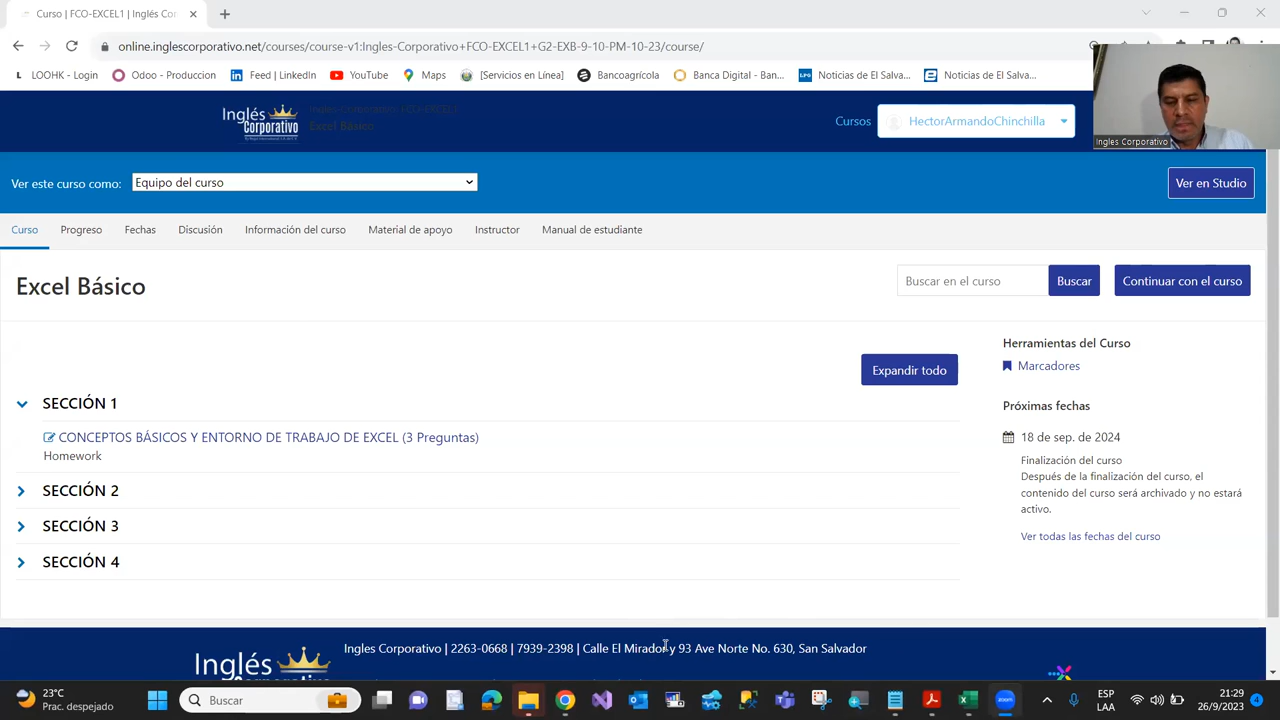 Curso | FCO-EXCEL1 | Inglés Cor
online.inglescorporativo.net/courses/course-v1:Ingles-Corporativo+FCO-EXCEL1+G2-EXB-9-10-PM-10-23/course/
LOOHK - Login
Odoo - Produccion
Feed | LinkedIn
YouTube
Maps
[Servicios en Línea]
Bancoagrícola
Banca Digital - Ban...
Noticias de El Salva...
Noticias de El Salva...
Inglés
Corporativo
Ingles-Corporativo FCO-EXCEL1
Excel Básico
Cursos
HectorArmandoChinchilla
Ingles Corporativo
Ver este curso como:
Equipo del curso
Ver en Studio
Curso
Progreso
Fechas
Discusión
Información del curso
Material de apoyo
Instructor
Manual de estudiante
Excel Básico
Buscar en el curso
Buscar
Continuar con el curso
Expandir todo
SECCIÓN 1
CONCEPTOS BÁSICOS Y ENTORNO DE TRABAJO DE EXCEL (3 Preguntas)
Homework
SECCIÓN 2
SECCIÓN 3
SECCIÓN 4
Herramientas del Curso
Marcadores
Próximas fechas
18 de sep. de 2024
Finalización del curso
Después de la finalización del curso, el
contenido del curso será archivado y no estará
activo.
Ver todas las fechas del curso
Inglés
Ingles Corporativo | 2263-0668 | 7939-2398 | Calle El Mirador y 93 Ave Norte No. 630, San Salvador
23°C
Prac. despejado
Buscar
ESP
LAA
21:29
26/9/2023